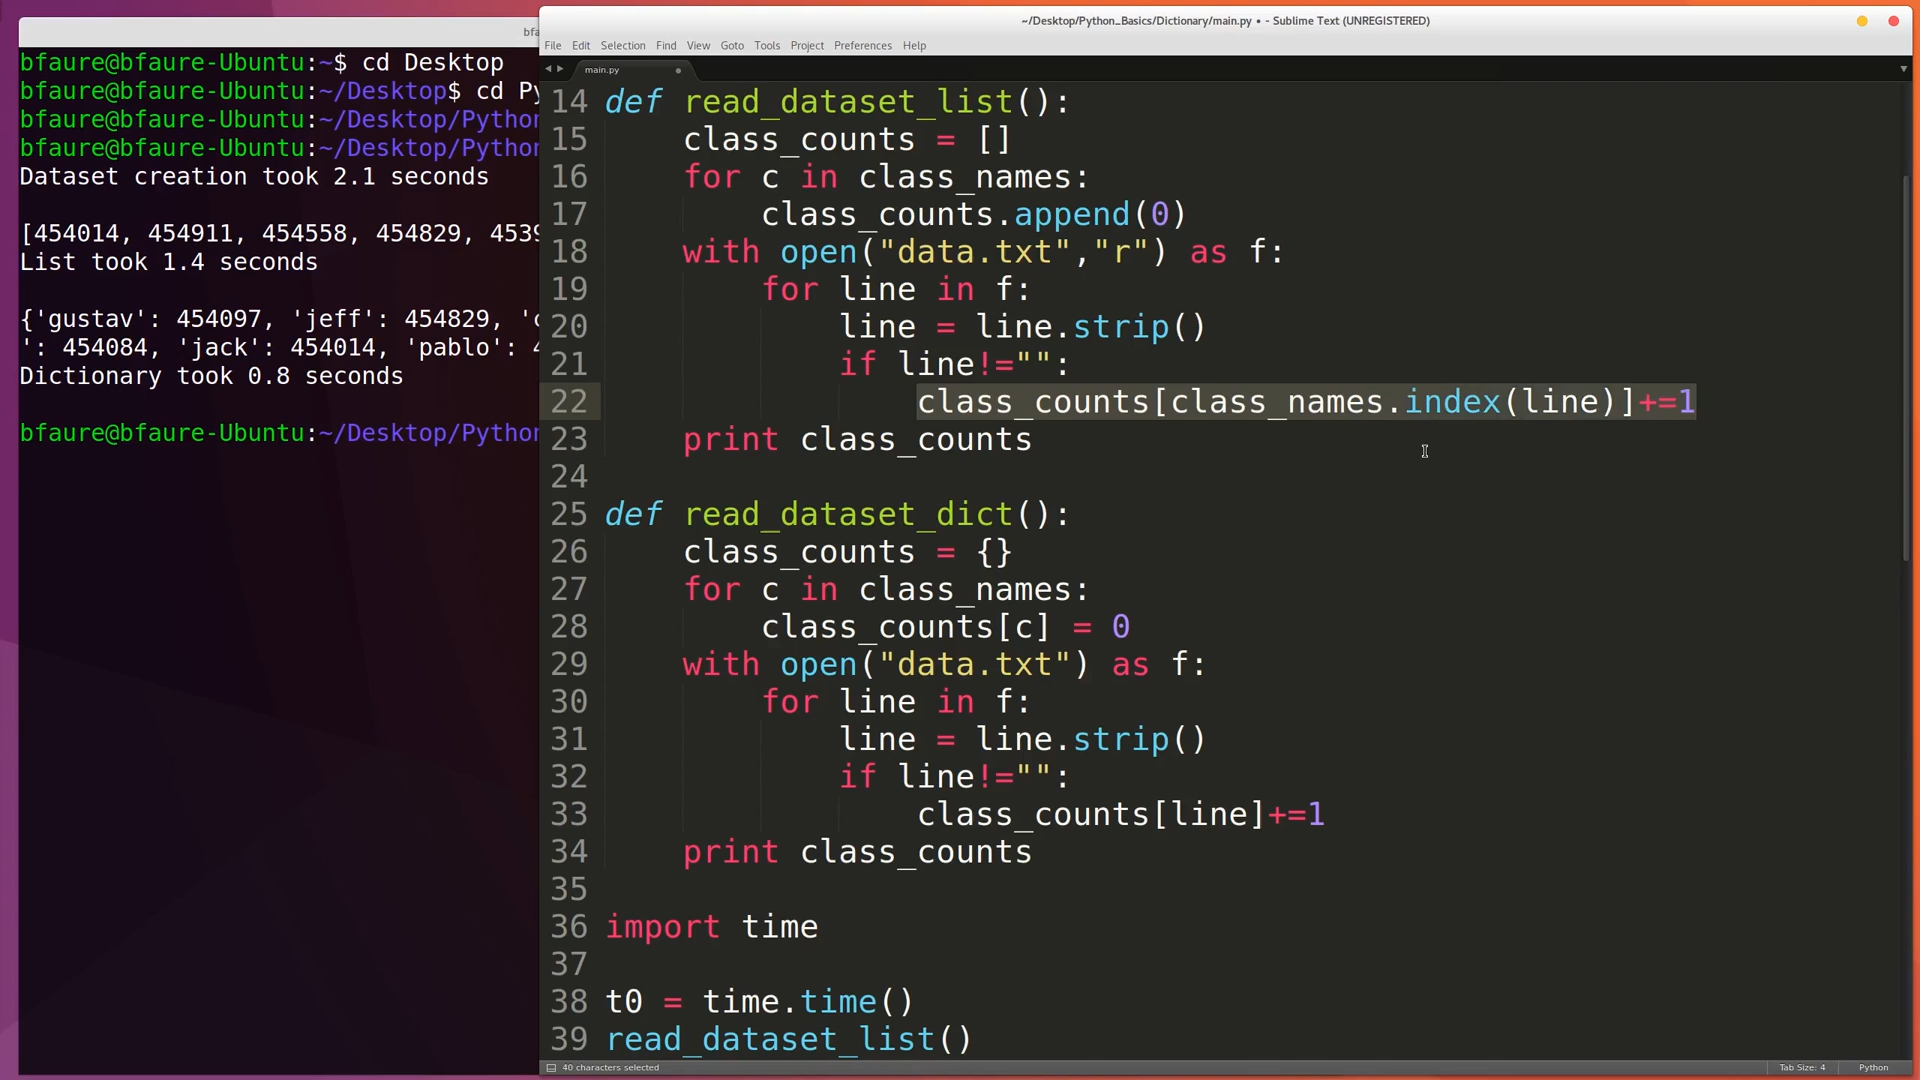 bfa
~/Desktop/Python_Basics/Dictionary/main.py • - Sublime Text (UNREGISTERED)
File Edit Selection Find View Goto Tools Project Preferences Help
main.py
bfaure@bfaure-Ubuntu:~$ cd Desktop
bfaure@bfaure-Ubuntu:~/Desktop$ cd Py
bfaure@bfaure-Ubuntu:~/Desktop/Python
bfaure@bfaure-Ubuntu:~/Desktop/Python
Dataset creation took 2.1 seconds
[454014, 454911, 454558, 454829, 4539
List took 1.4 seconds
{'gustav': 454097, 'jeff': 454829, 'c
': 454084, 'jack': 454014, 'pablo': 4
Dictionary took 0.8 seconds
bfaure@bfaure-Ubuntu:~/Desktop/Python
14 def read_dataset_list():
15 class_counts = []
16 for c in class_names:
17 class_counts.append(0)
18 with open("data.txt","r") as f:
19 for line in f:
20 line = line.strip()
21 if line!="":
22 class_counts[class_names.index(line)]+=1
23 print class_counts
24
25 def read_dataset_dict():
26 class_counts = {}
27 for c in class_names:
28 class_counts[c] = 0
29 with open("data.txt") as f:
30 for line in f:
31 line = line.strip()
32 if line!="":
33 class_counts[line]+=1
34 print class_counts
35
36 import time
37
38 t0 = time.time()
39 read_dataset_list()
40 characters selected
Tab Size: 4 Python